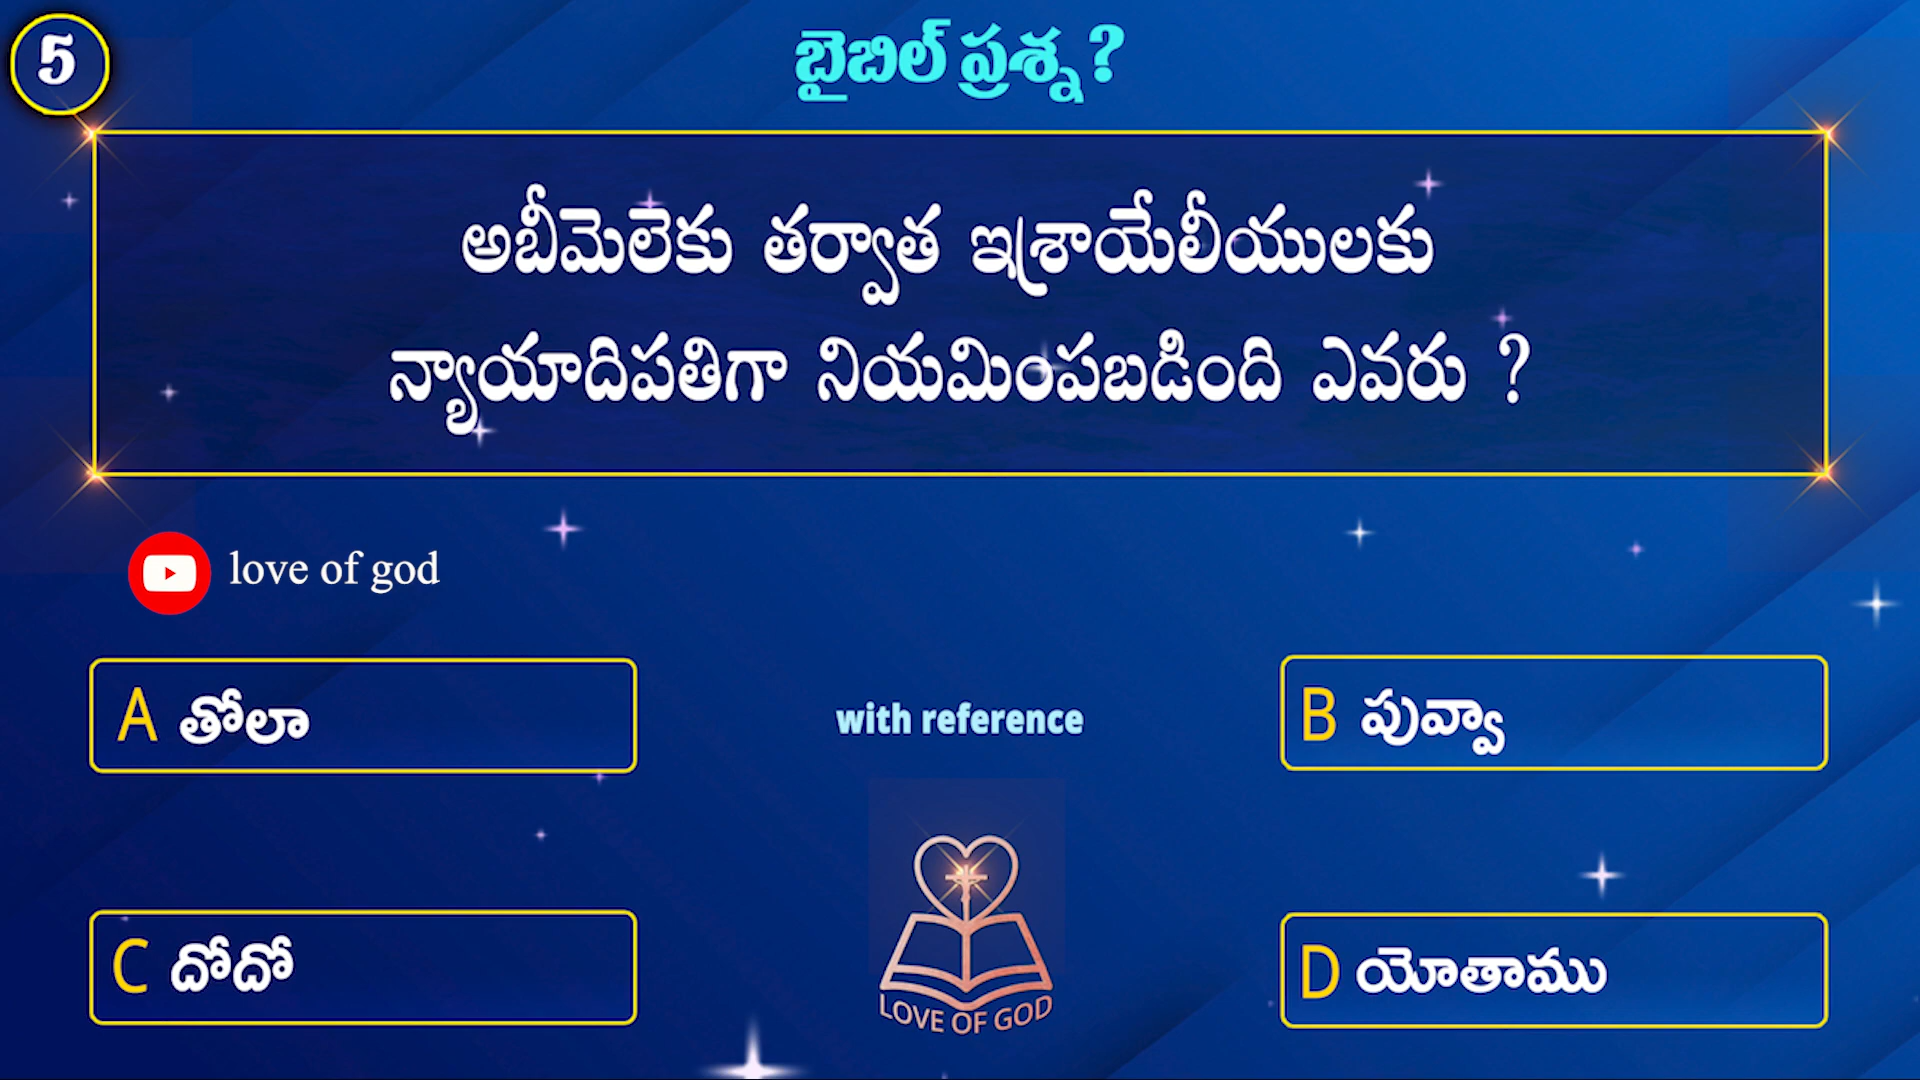 5
బైబిల్ ప్రశ్న ?
అబీమెలెకు తర్వాత ఇశ్రాయేలీయులకు
న్యాయాదిపతిగా నియమింపబడింది ఎవరు ?
love of god
A తోలా
with reference
B పువ్వా
C దోదో
D యోతాము
LOVE OF GOD